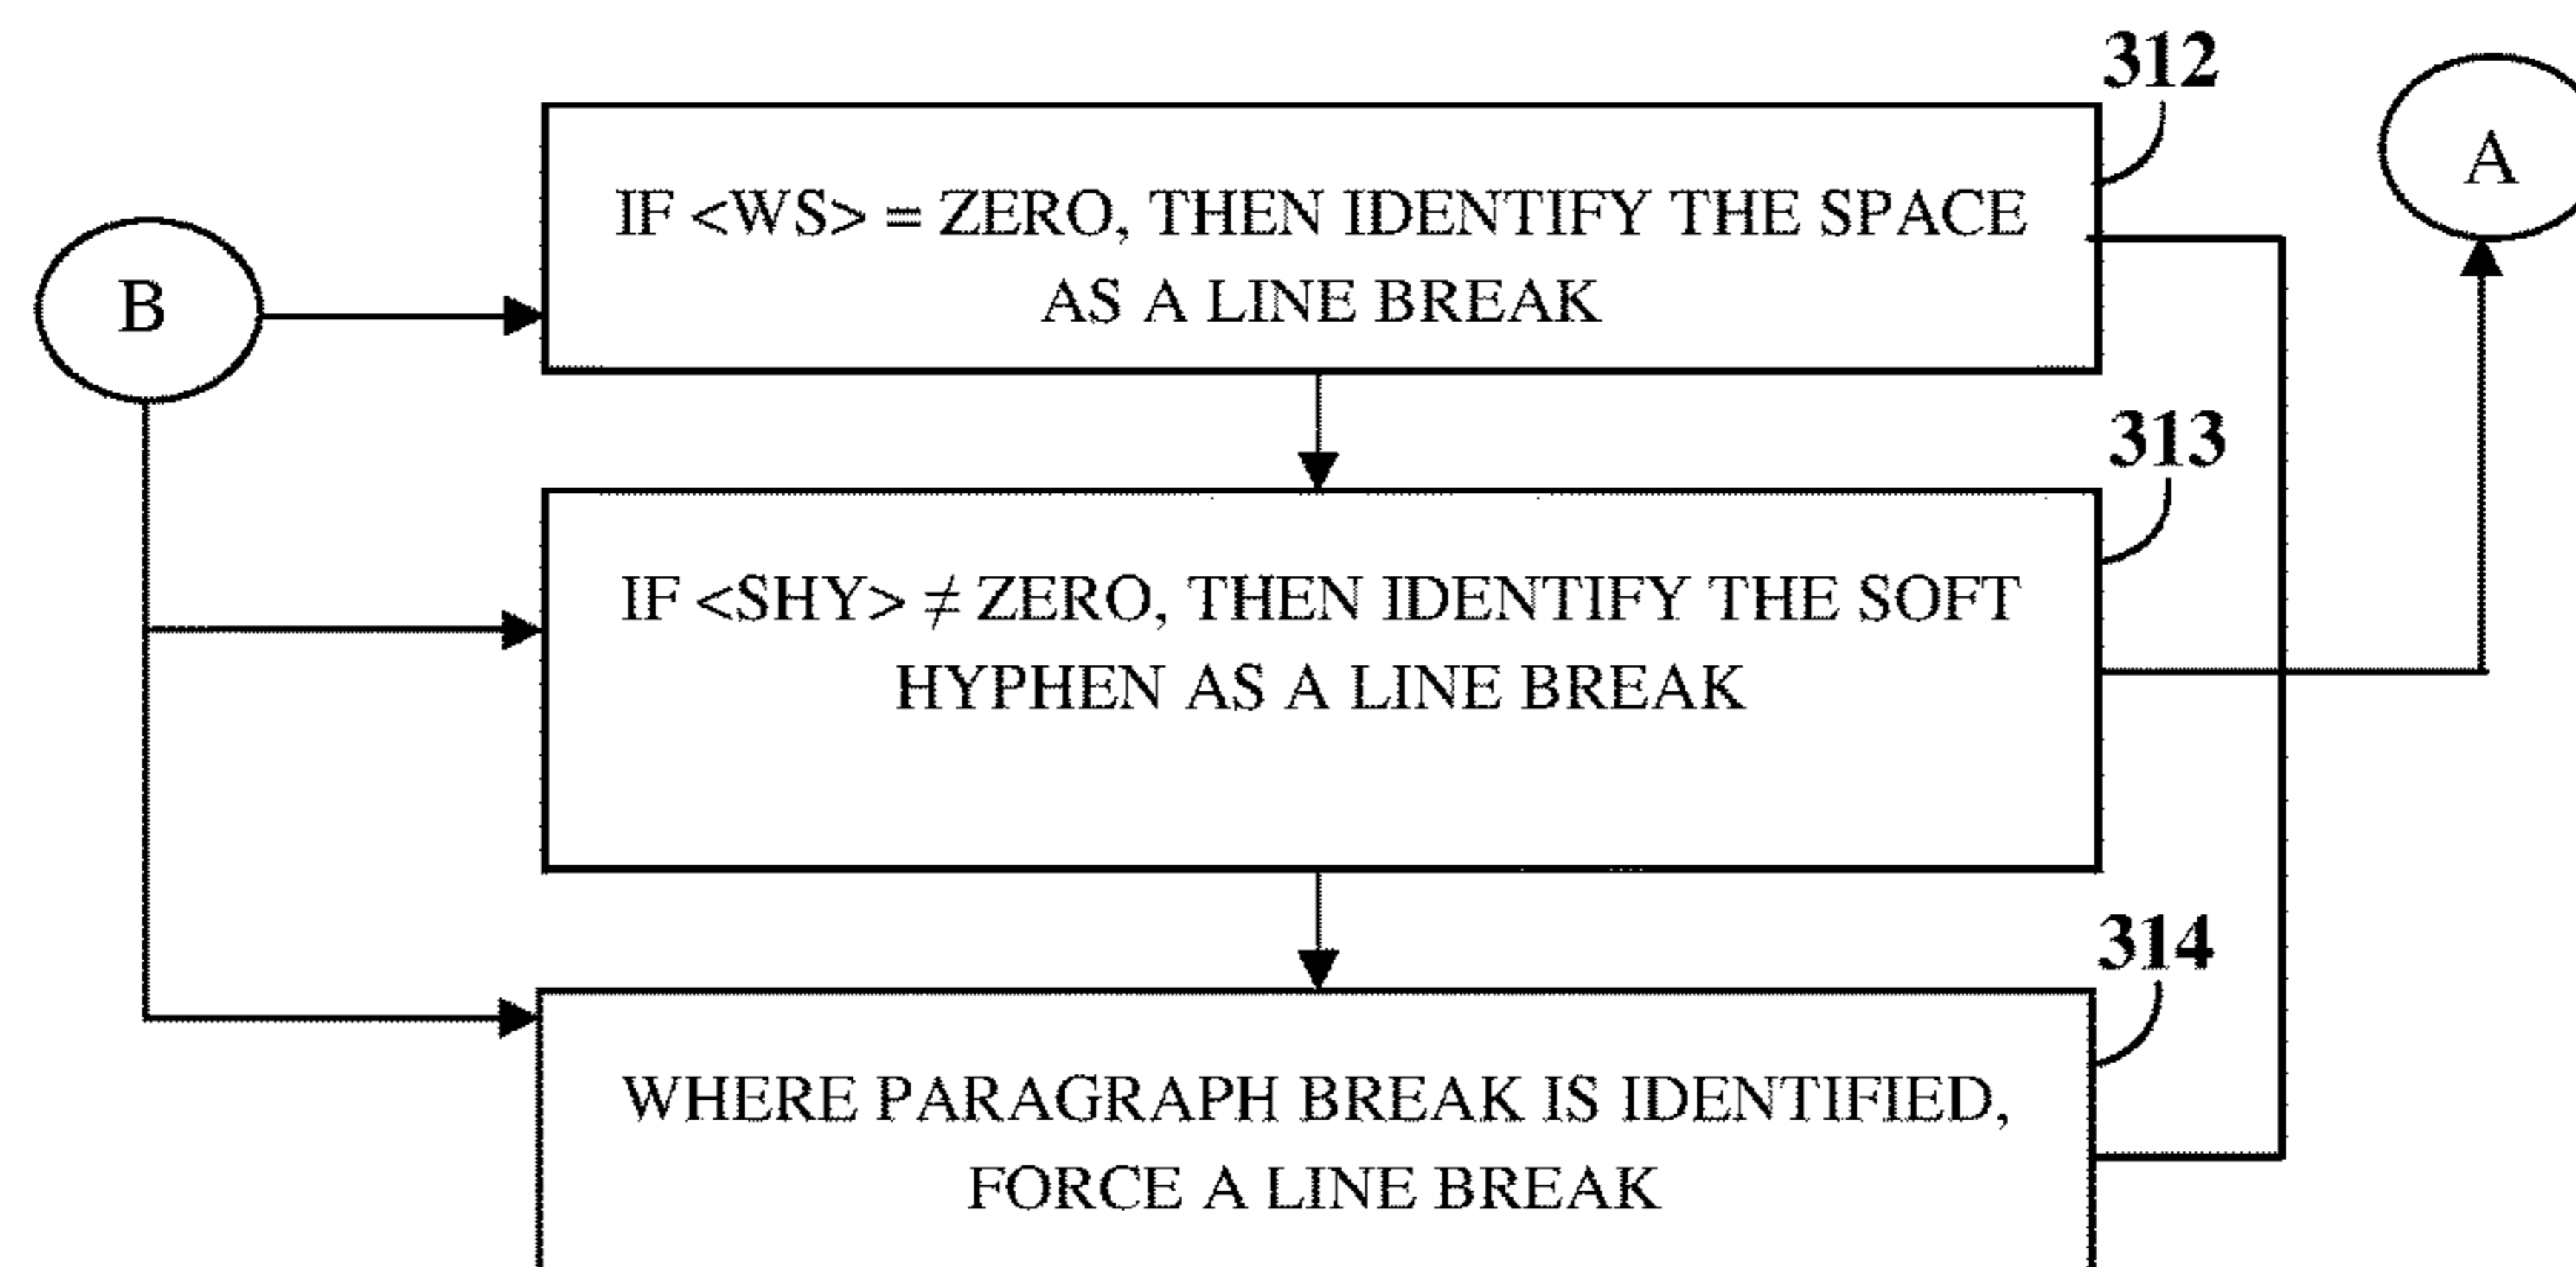 312
A
IF <WS> = ZERO, THEN IDENTIFY THE SPACE
AS A LINE BREAK
B
313
IF <SHY> ≠ ZERO, THEN IDENTIFY THE SOFT
HYPHEN AS A LINE BREAK
314
WHERE PARAGRAPH BREAK IS IDENTIFIED,
FORCE A LINE BREAK